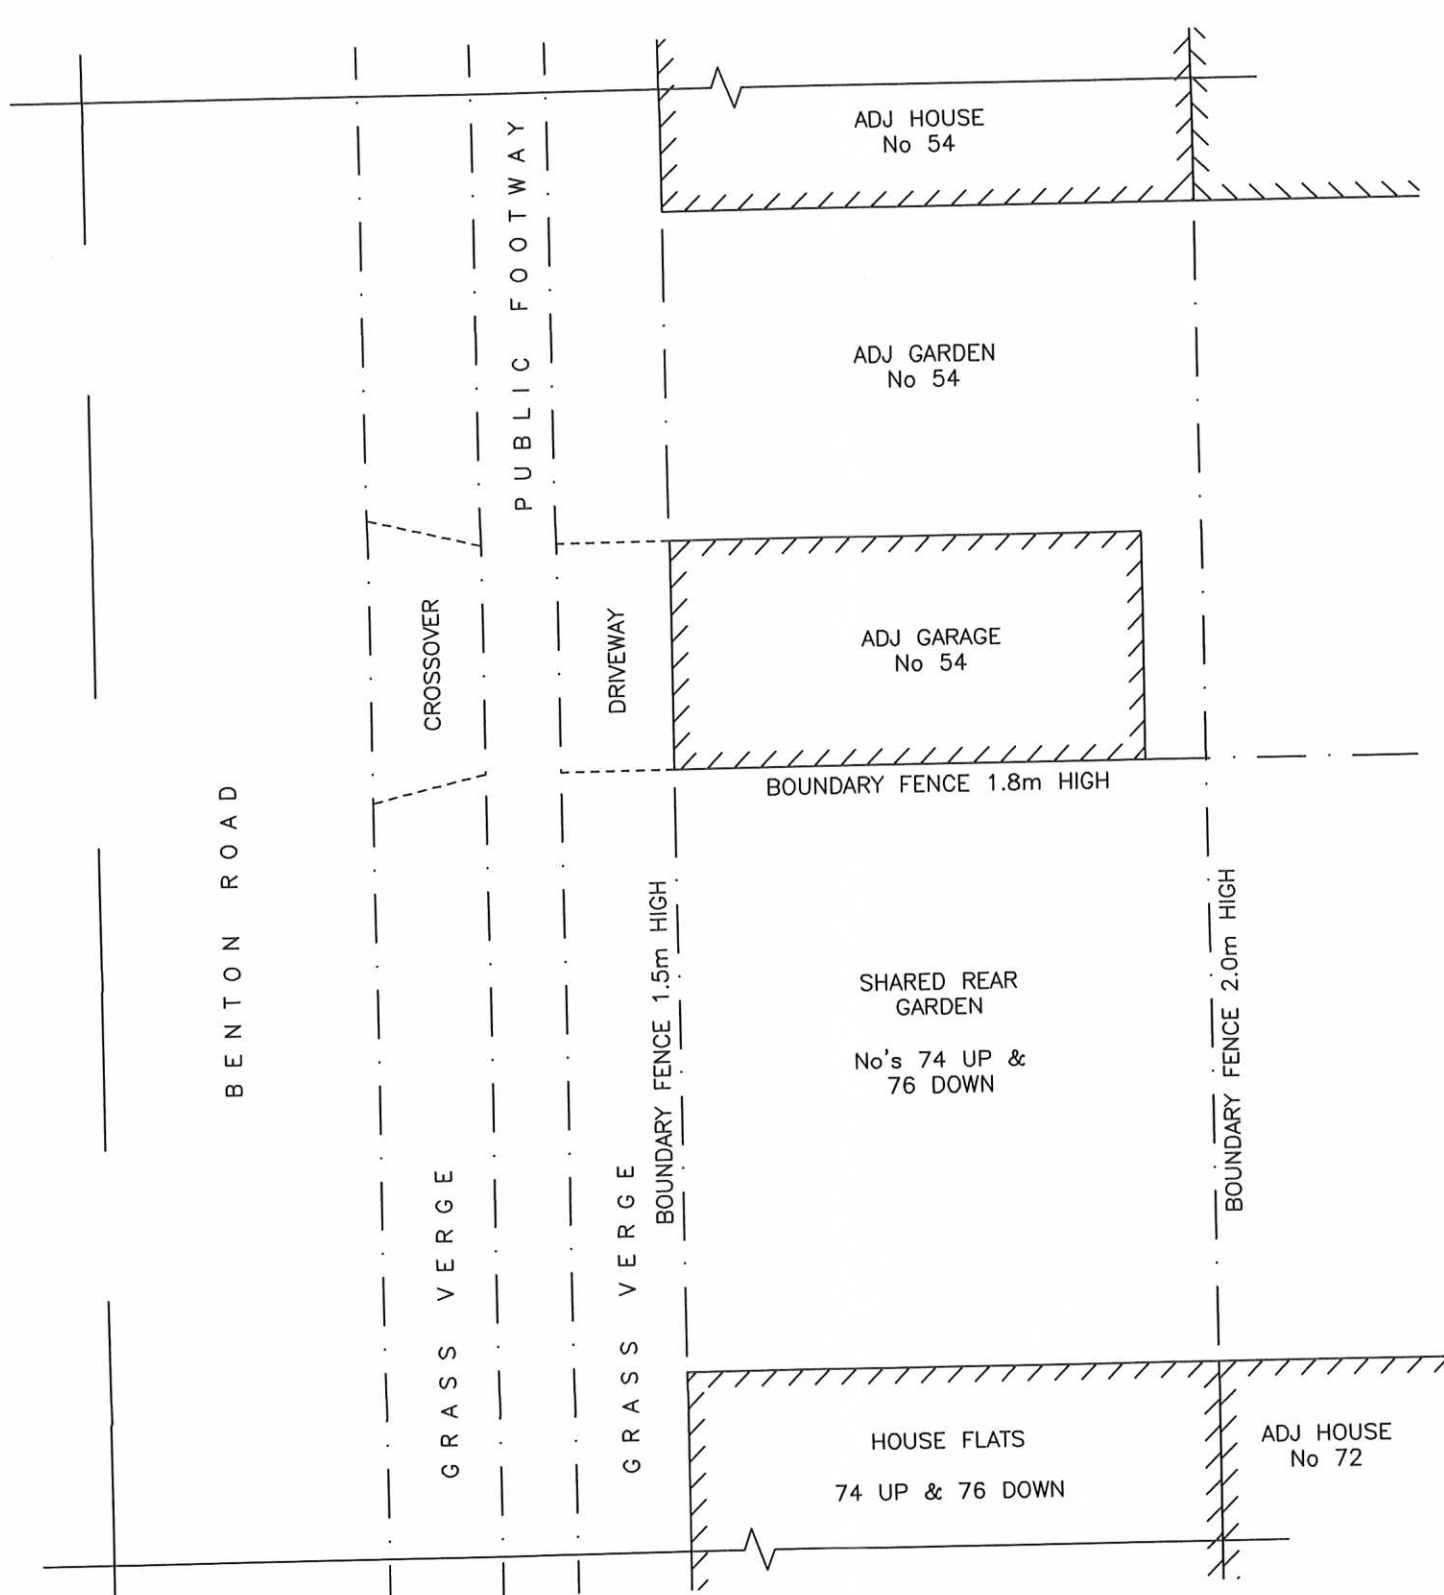 ADJ HOUSE
No 54
PUBLIC FOOTWAY
ADJ GARDEN
No 54
CROSSOVER
DRIVEWAY
ADJ GARAGE
No 54
BOUNDARY FENCE 1.8m HIGH
BENTON ROAD
BOUNDARY FENCE 1.5m HIGH
SHARED REAR
GARDEN
No's 74 UP &
76 DOWN
BOUNDARY FENCE 2.0m HIGH
GRASS VERGE
GRASS VERGE
HOUSE FLATS
74 UP & 76 DOWN
ADJ HOUSE
No 72